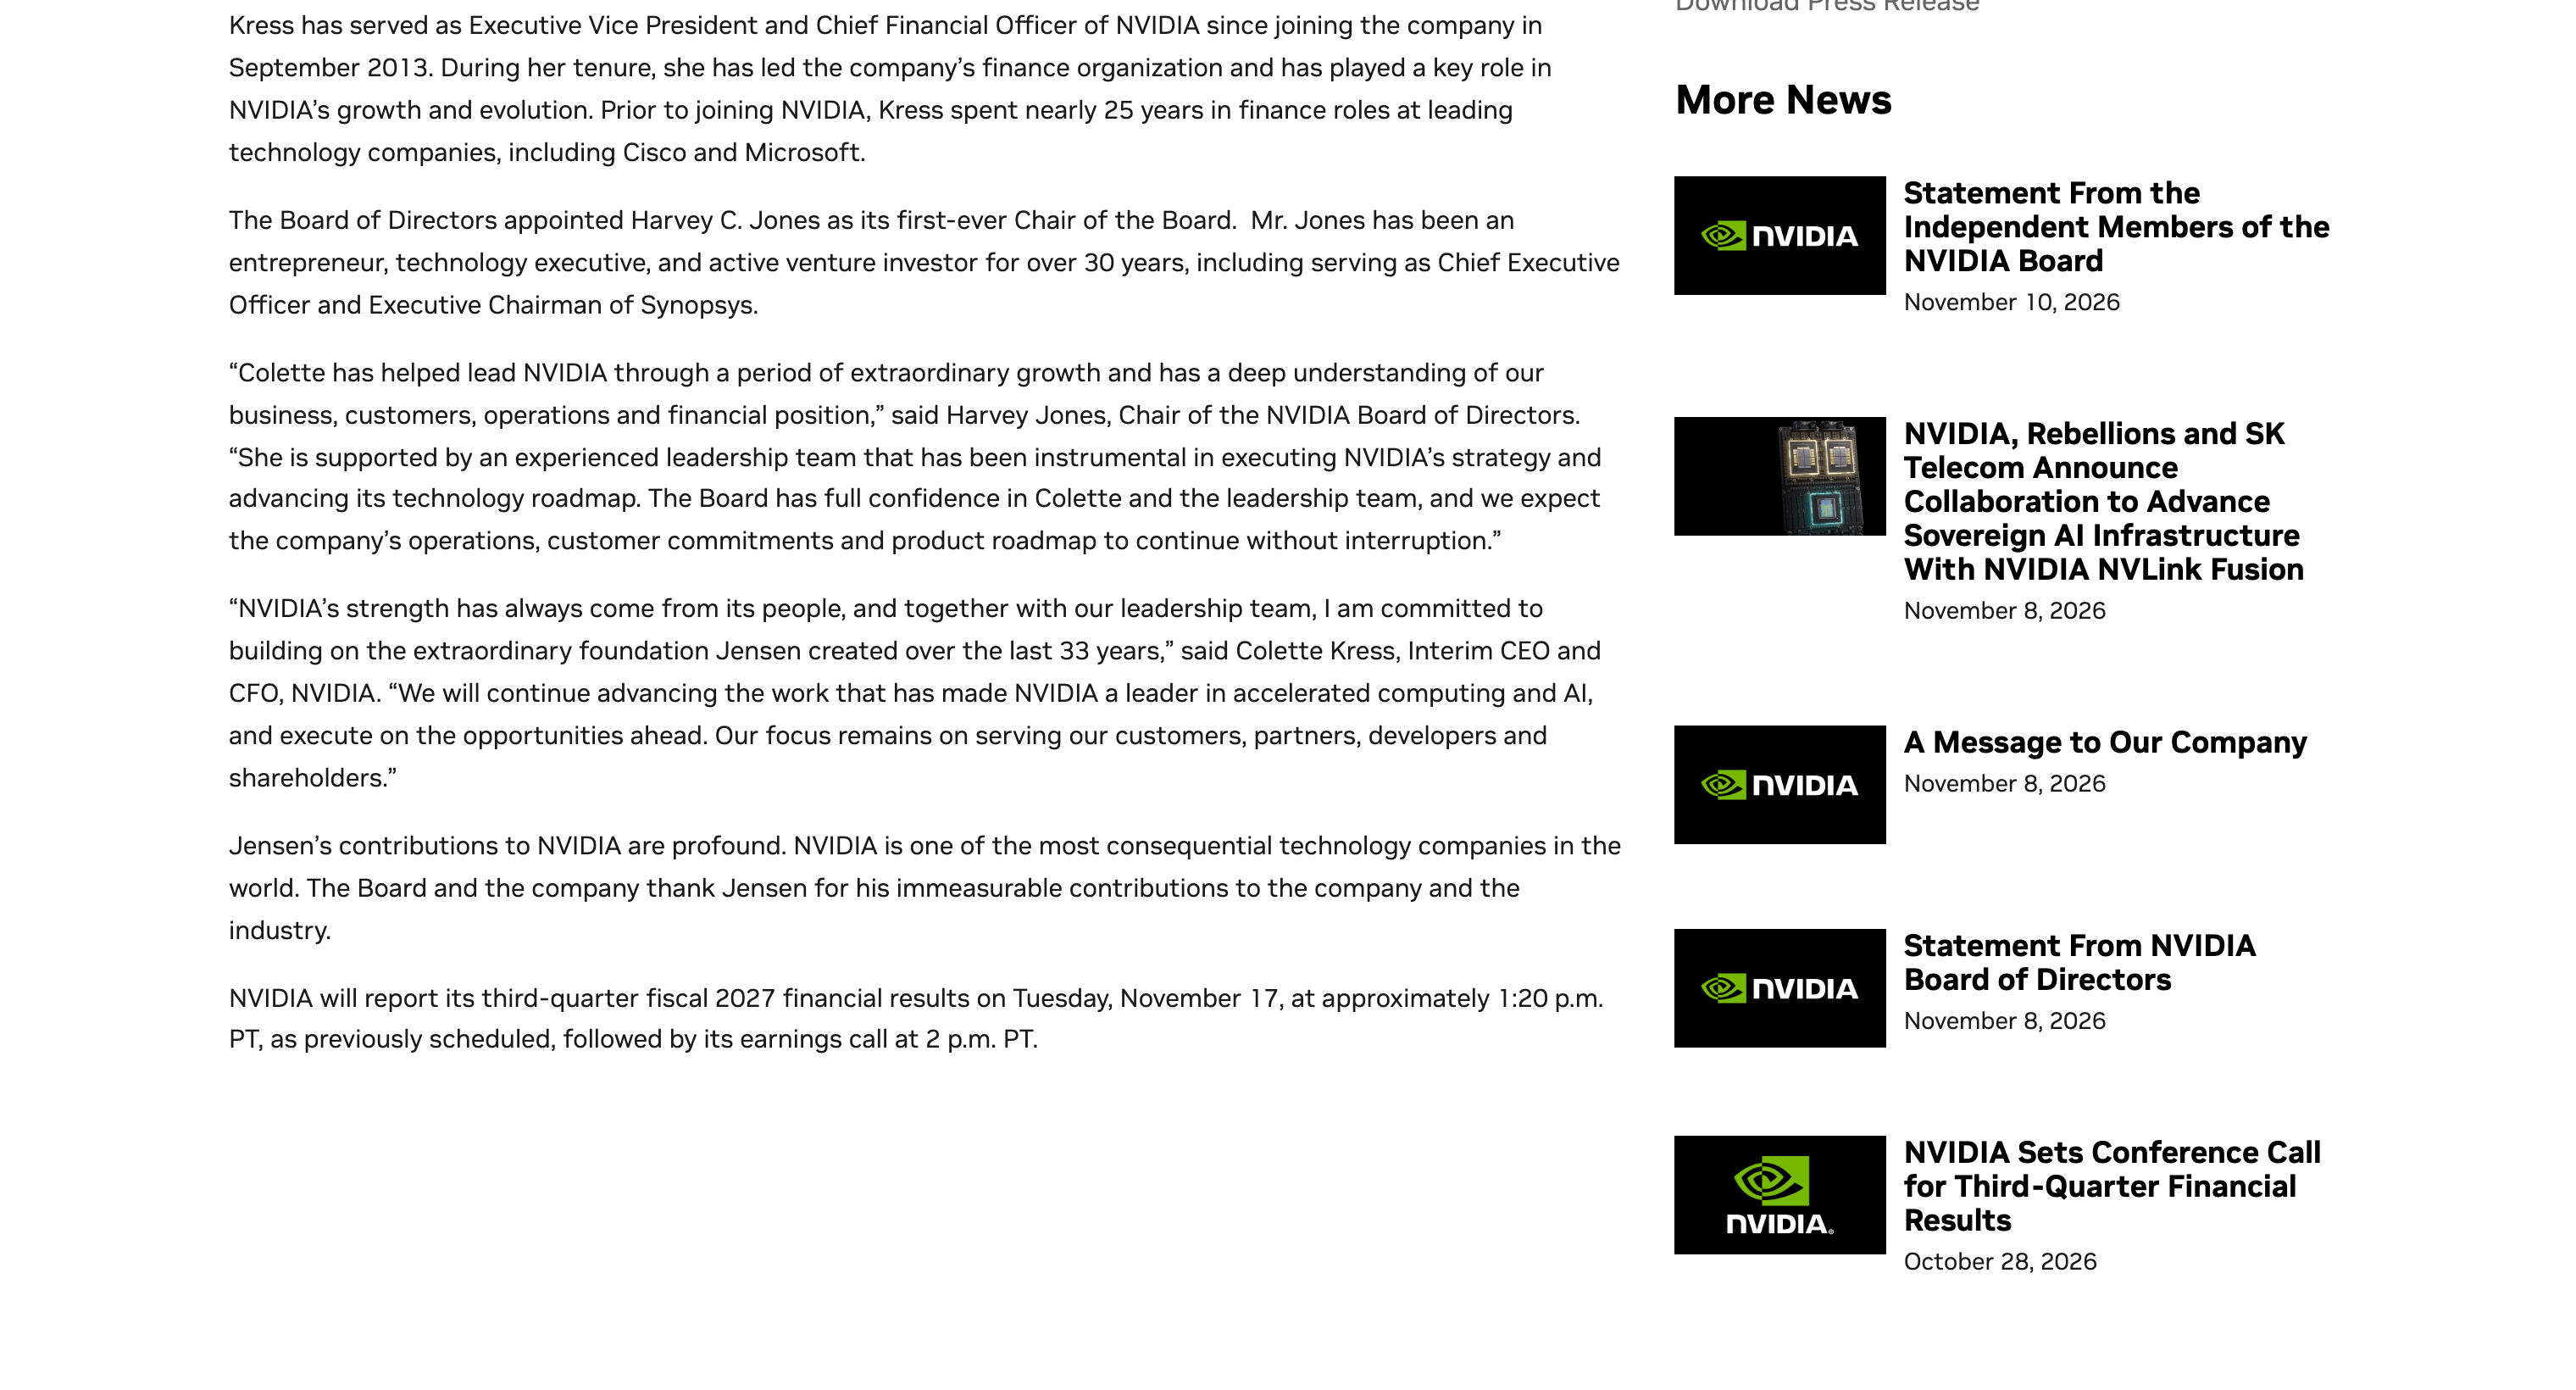 Kress has served as Executive Vice President and Chief Financial Officer of NVIDIA since joining the company in
September 2013. During her tenure, she has led the company’s finance organization and has played a key role in
NVIDIA’s growth and evolution. Prior to joining NVIDIA, Kress spent nearly 25 years in finance roles at leading
technology companies, including Cisco and Microsoft.
The Board of Directors appointed Harvey C. Jones as its first-ever Chair of the Board.  Mr. Jones has been an
entrepreneur, technology executive, and active venture investor for over 30 years, including serving as Chief Executive
Officer and Executive Chairman of Synopsys.
“Colette has helped lead NVIDIA through a period of extraordinary growth and has a deep understanding of our
business, customers, operations and financial position,” said Harvey Jones, Chair of the NVIDIA Board of Directors.
“She is supported by an experienced leadership team that has been instrumental in executing NVIDIA’s strategy and
advancing its technology roadmap. The Board has full confidence in Colette and the leadership team, and we expect
the company’s operations, customer commitments and product roadmap to continue without interruption.”
“NVIDIA’s strength has always come from its people, and together with our leadership team, I am committed to
building on the extraordinary foundation Jensen created over the last 33 years,” said Colette Kress, Interim CEO and
CFO, NVIDIA. “We will continue advancing the work that has made NVIDIA a leader in accelerated computing and AI,
and execute on the opportunities ahead. Our focus remains on serving our customers, partners, developers and
shareholders.”
Jensen’s contributions to NVIDIA are profound. NVIDIA is one of the most consequential technology companies in the
world. The Board and the company thank Jensen for his immeasurable contributions to the company and the
industry.
NVIDIA will report its third-quarter fiscal 2027 financial results on Tuesday, November 17, at approximately 1:20 p.m.
PT, as previously scheduled, followed by its earnings call at 2 p.m. PT.
Download Press Release
More News
NVIDIA
Statement From the
Independent Members of the
NVIDIA Board
November 10, 2026
NVIDIA, Rebellions and SK
Telecom Announce
Collaboration to Advance
Sovereign AI Infrastructure
With NVIDIA NVLink Fusion
November 8, 2026
NVIDIA
A Message to Our Company
November 8, 2026
NVIDIA
Statement From NVIDIA
Board of Directors
November 8, 2026
NVIDIA®
NVIDIA Sets Conference Call
for Third-Quarter Financial
Results
October 28, 2026